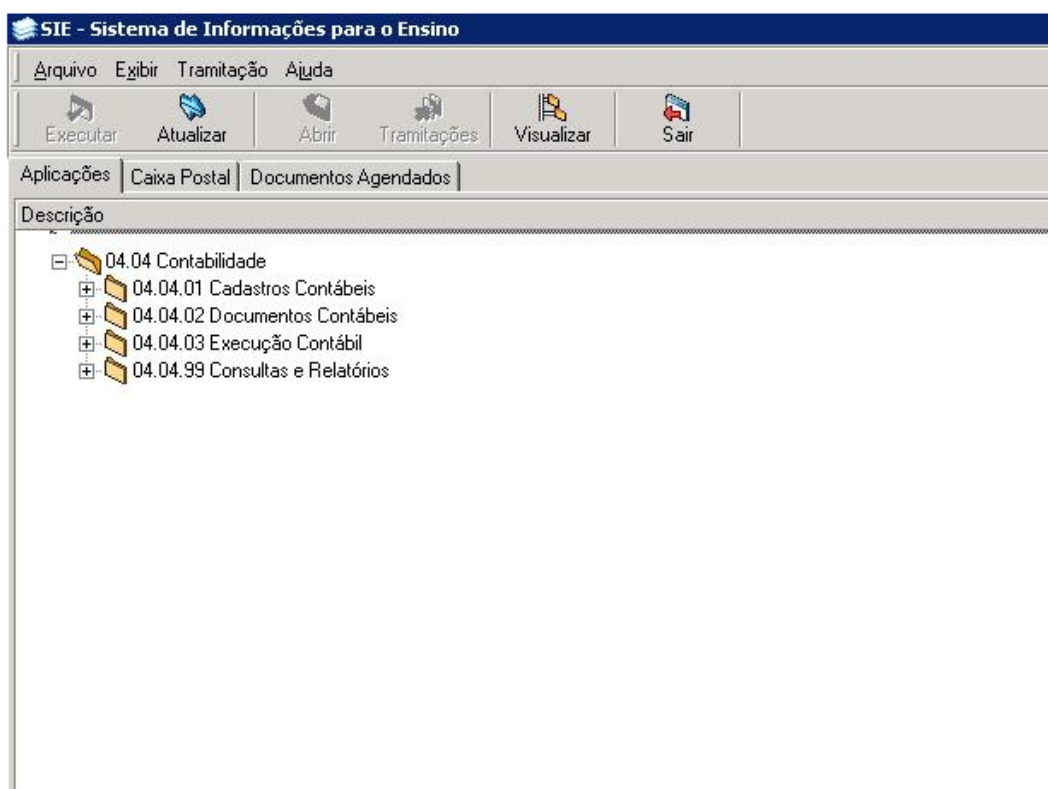 SIE - Sistema de Informações para o Ensino
Arquivo Exibir Tramitação Ajuda
Executar Atualizar Abrir Tramitações Visualizar Sair
Aplicações Caixa Postal Documentos Agendados
Descrição
04.04 Contabilidade
04.04.01 Cadastros Contábeis
04.04.02 Documentos Contábeis
04.04.03 Execução Contábil
04.04.99 Consultas e Relatórios